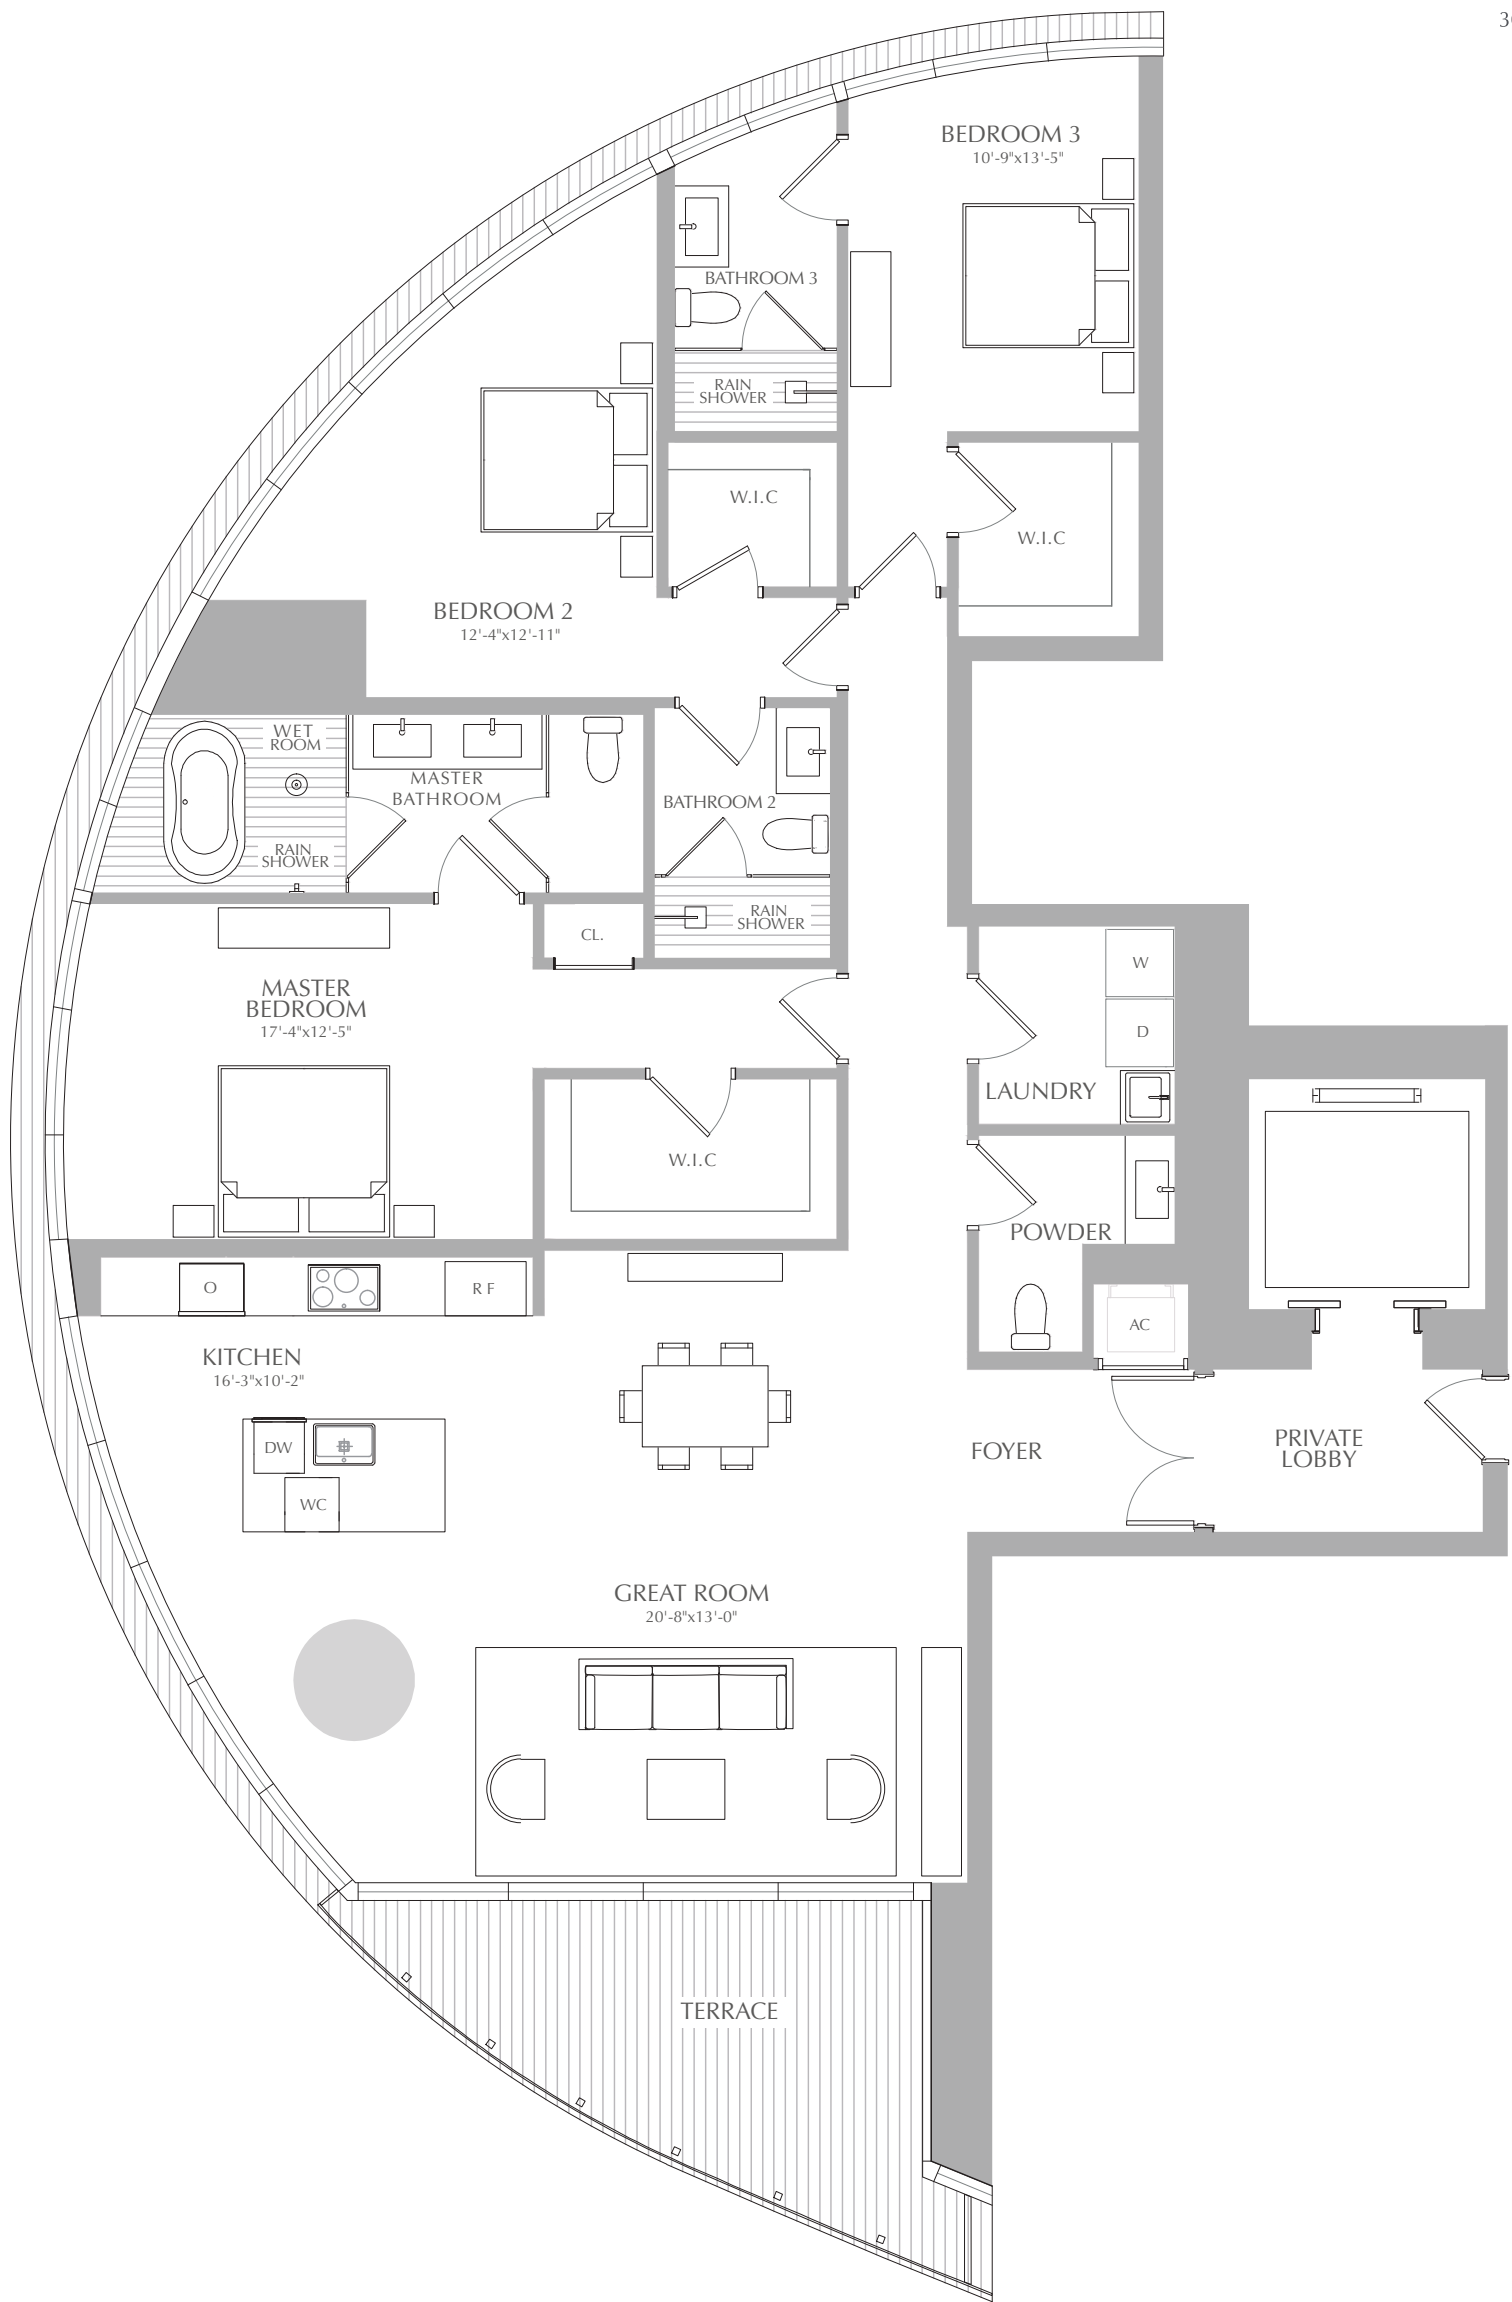 BEDROOM 3
10'-9"x13'-5"
BATHROOM 3
RAIN
SHOWER
W.I.C
W.I.C
BEDROOM 2
12'-4"x12'-11"
WET
ROOM
MASTER
BATHROOM
BATHROOM 2
RAIN
SHOWER
RAIN
SHOWER
CL.
W
MASTER
BEDROOM
17'-4"x12'-5"
D
LAUNDRY
W.I.C
POWDER
O
R F
AC
KITCHEN
16'-3"x10'-2"
DW
WC
FOYER
PRIVATE
LOBBY
GREAT ROOM
20'-8"x13'-0"
TERRACE